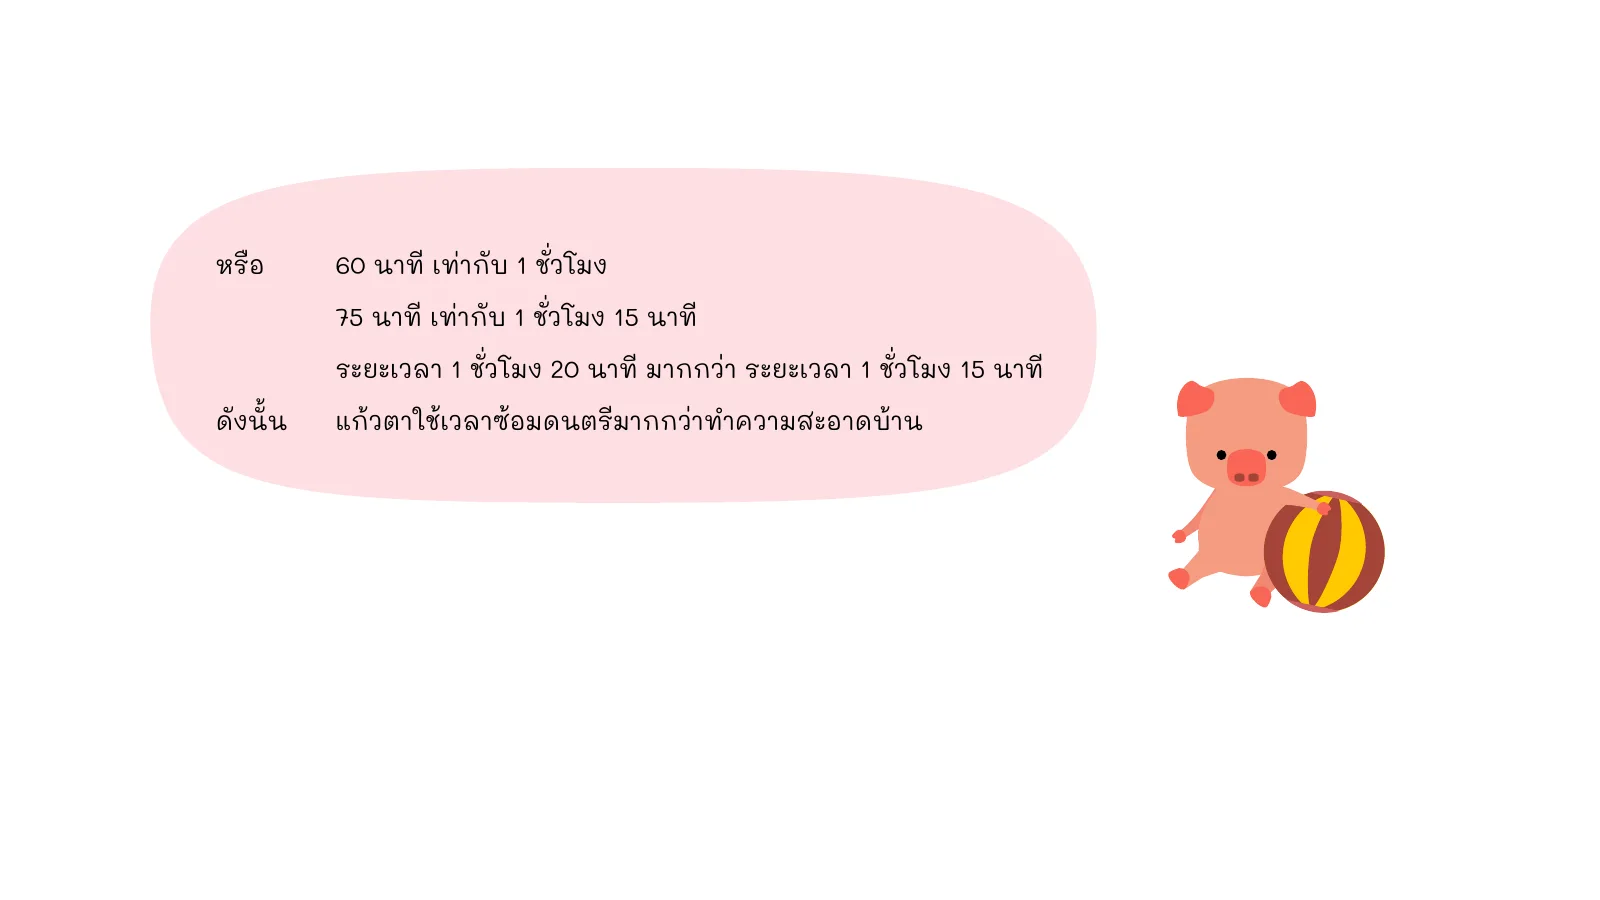 หรือ 60 นาที เท่ากับ 1 ชั่วโมง
75 นาที เท่ากับ 1 ชั่วโมง 15 นาที
ระยะเวลา 1 ชั่วโมง 20 นาที มากกว่า ระยะเวลา 1 ชั่วโมง 15 นาที
ดังนั้น แก้วตาใช้เวลาซ้อมดนตรีมากกว่าทำความสะอาดบ้าน